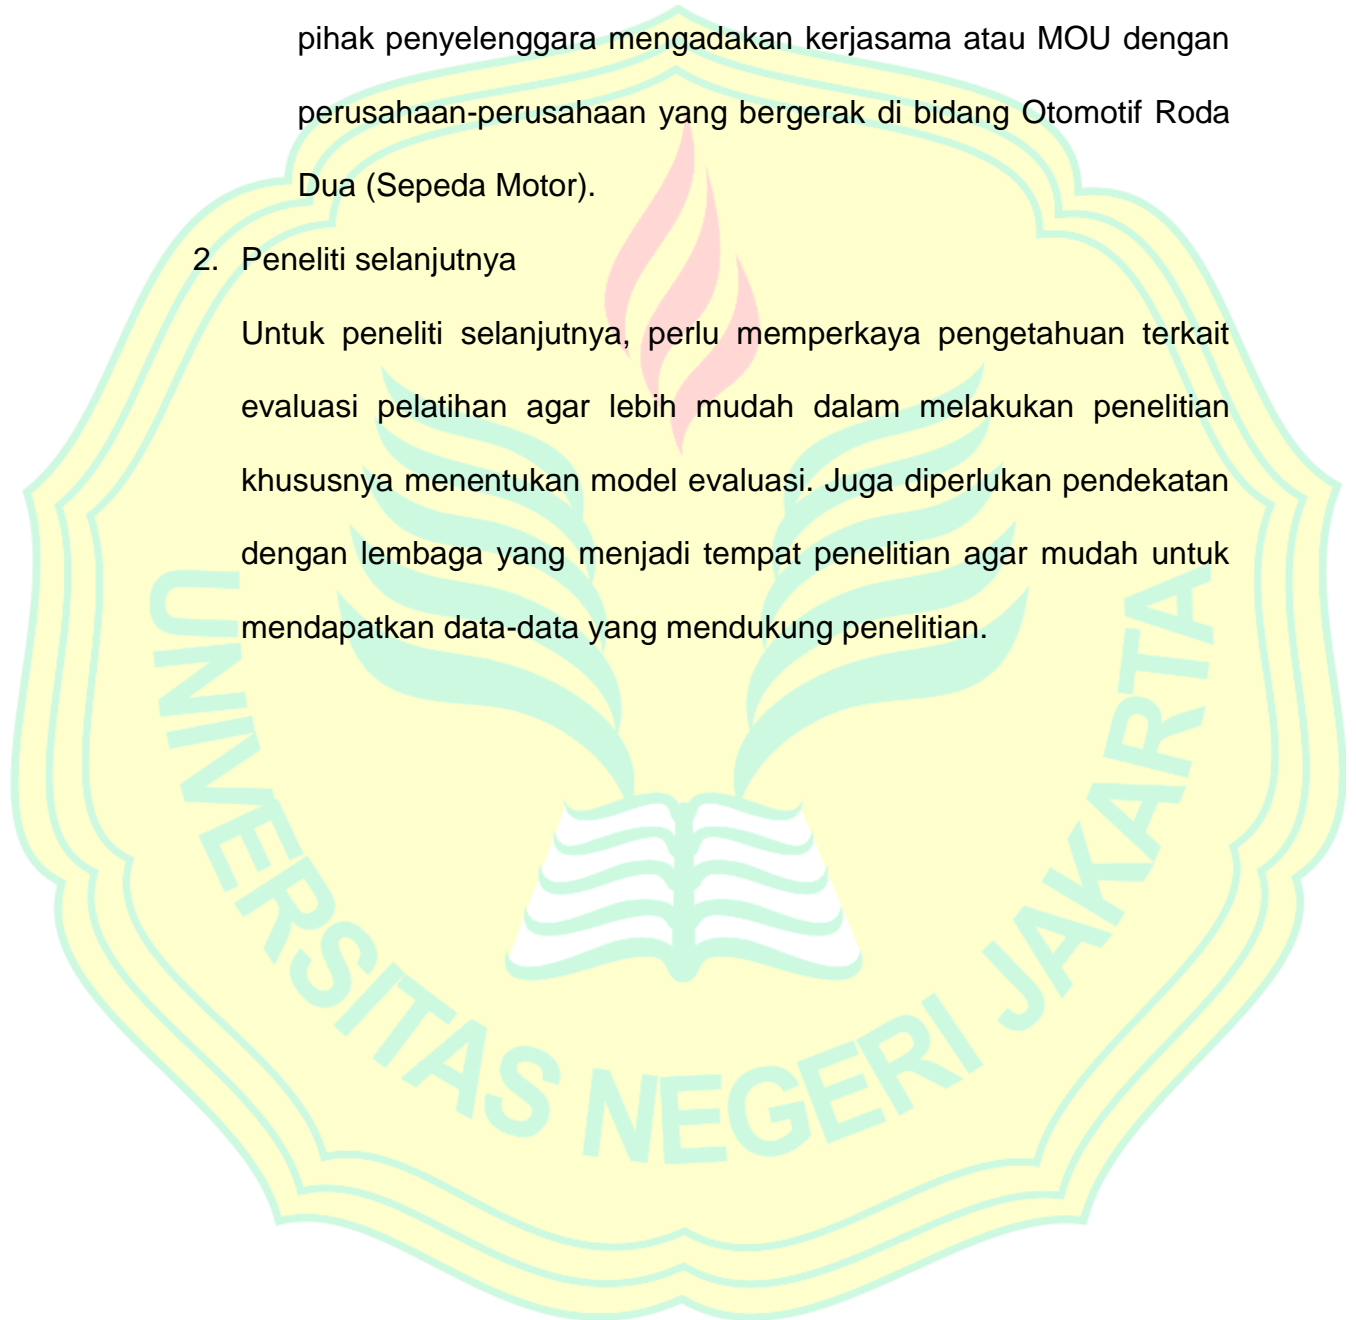 pihak penyelenggara mengadakan kerjasama atau MOU dengan
perusahaan-perusahaan yang bergerak di bidang Otomotif Roda
Dua (Sepeda Motor).
2. Peneliti selanjutnya
Untuk peneliti selanjutnya, perlu memperkaya pengetahuan terkait
evaluasi pelatihan agar lebih mudah dalam melakukan penelitian
khususnya menentukan model evaluasi. Juga diperlukan pendekatan
dengan lembaga yang menjadi tempat penelitian agar mudah untuk
mendapatkan data-data yang mendukung penelitian.
UNIVERSITAS NEGERI JAKARTA